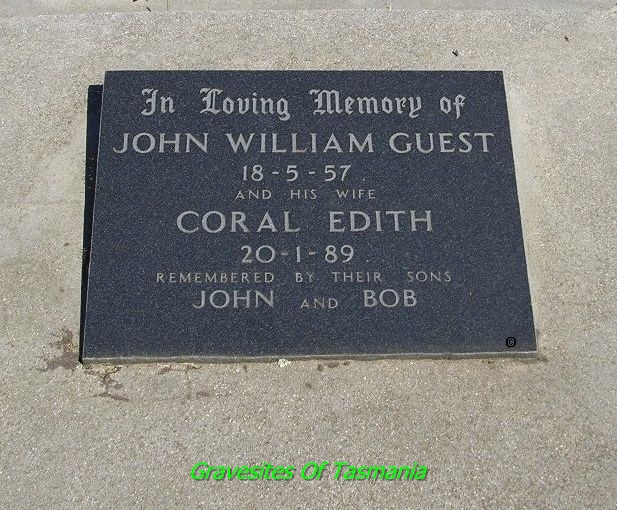 In Loving Memory of
JOHN WILLIAM GUEST
18-5-57.
AND HIS WIFE
CORAL EDITH
20-1-89.
REMEMBERED BY THEIR SONS
JOHN AND BOB
Gravesites Of Tasmania